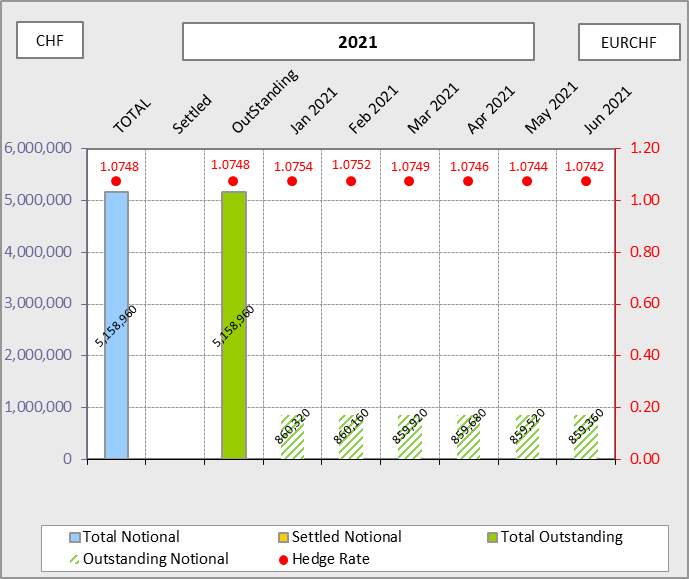 CHF
2021
EURCHF
TOTAL
Settled
OutStanding
Jan 2021
Feb 2021
Mar 2021
Apr 2021
May 2021
Jun 2021
6,000,000
5,000,000
4,000,000
3,000,000
2,000,000
1,000,000
0
1.0748
1.0748
1.0754
1.0752
1.0749
1.0746
1.0744
1.0742
5,158,960
5,158,960
860,320
860,160
859,920
859,680
859,520
859,360
1.20
1.00
0.80
0.60
0.40
0.20
0.00
Total Notional
Settled Notional
Total Outstanding
Outstanding Notional
Hedge Rate